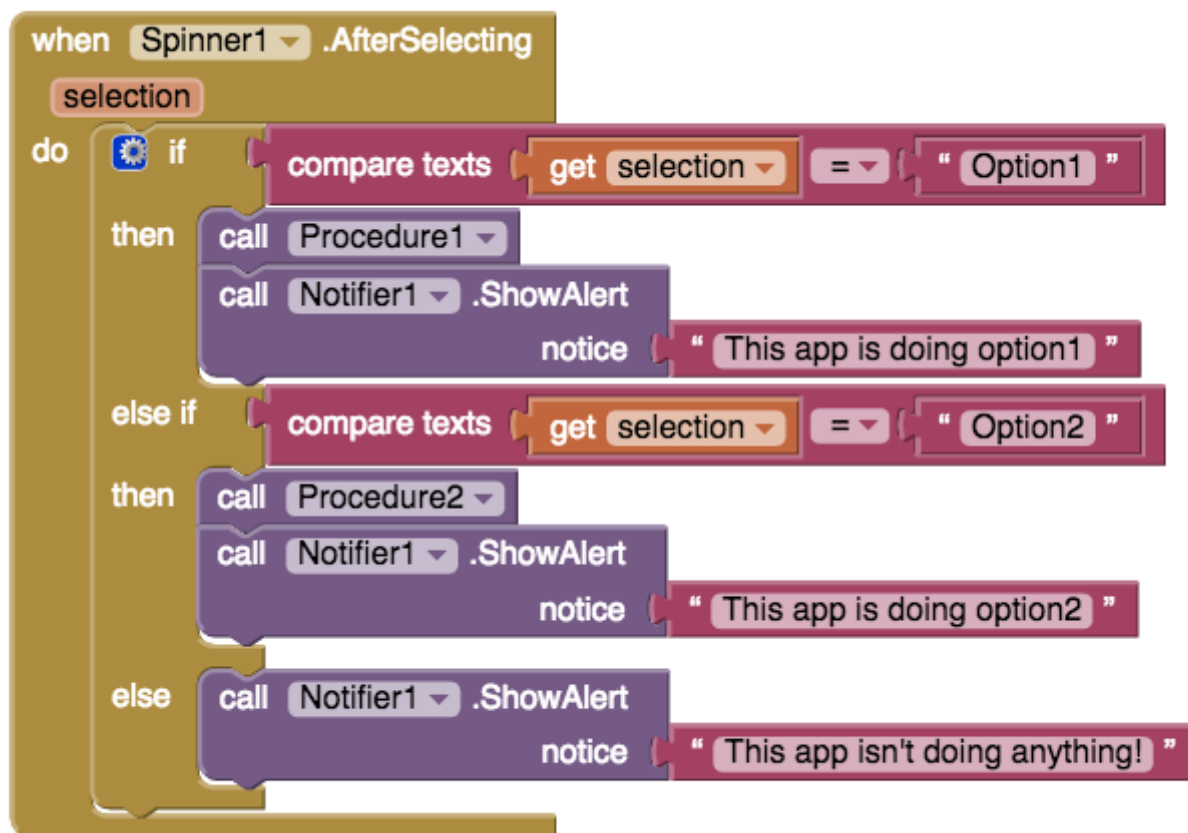 when Spinner1 .AfterSelecting
selection
do if compare texts get selection = " Option1 "
then call Procedure1
call Notifier1 .ShowAlert
notice " This app is doing option1 "
else if compare texts get selection = " Option2 "
then call Procedure2
call Notifier1 .ShowAlert
notice " This app is doing option2 "
else call Notifier1 .ShowAlert
notice " This app isn't doing anything! "